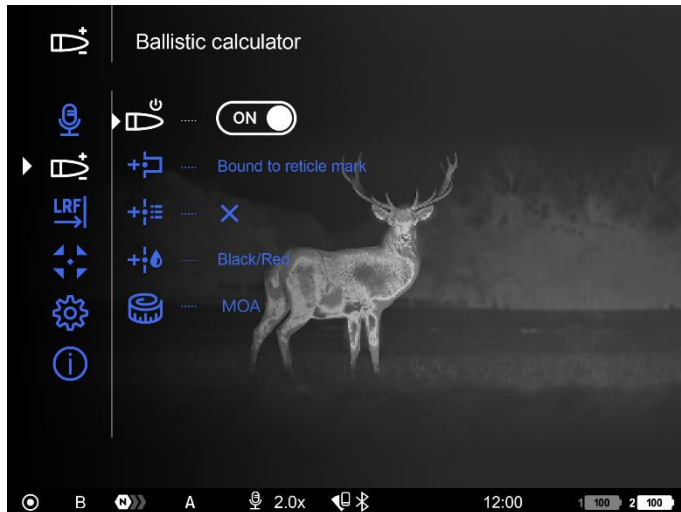 Ballistic calculator
ON
Bound to reticle mark
LRF
Black/Red
MOA
B N A 2.0x 12:00 1 100 2 100